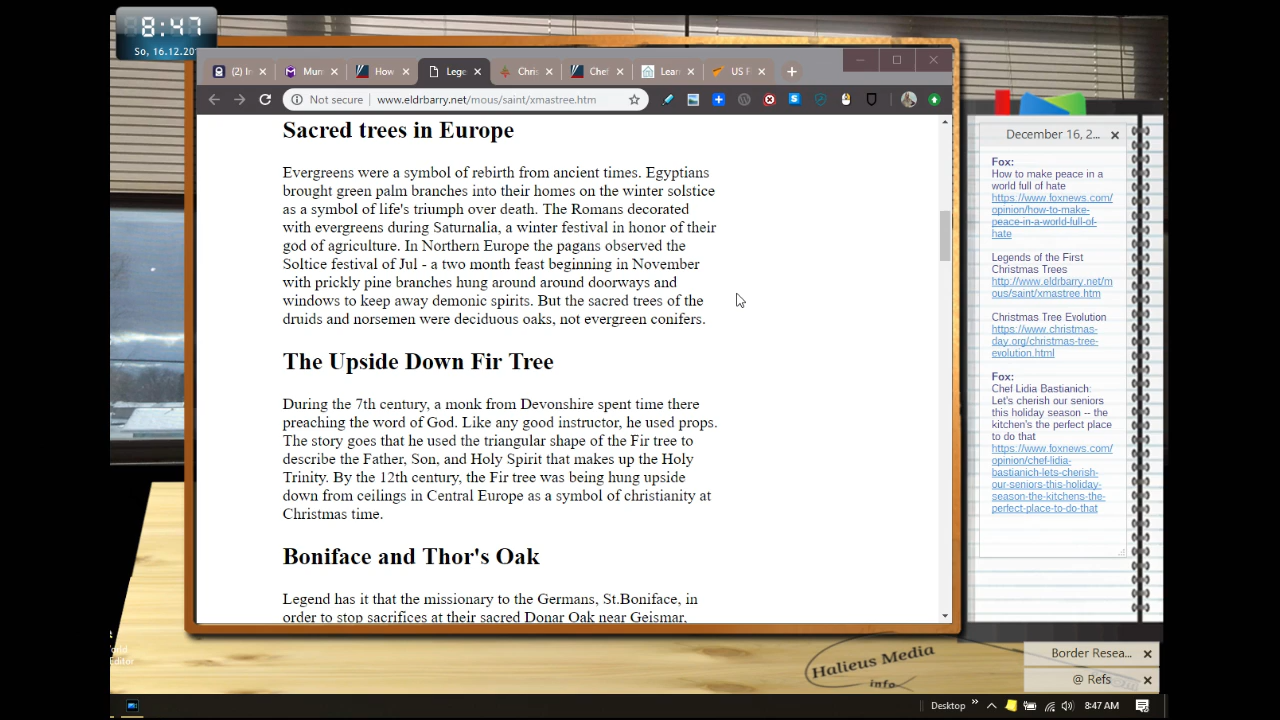 8:47
So, 16.12.20
(2) I
Mur
How
Lege
Chris
Chef
Lear
US F
Not secure
www.eldrbarry.net/mous/saint/xmastree.htm
Sacred trees in Europe
Evergreens were a symbol of rebirth from ancient times. Egyptians
brought green palm branches into their homes on the winter solstice
as a symbol of life's triumph over death. The Romans decorated
with evergreens during Saturnalia, a winter festival in honor of their
god of agriculture. In Northern Europe the pagans observed the
Soltice festival of Jul - a two month feast beginning in November
with prickly pine branches hung around around doorways and
windows to keep away demonic spirits. But the sacred trees of the
druids and norsemen were deciduous oaks, not evergreen conifers.
The Upside Down Fir Tree
During the 7th century, a monk from Devonshire spent time there
preaching the word of God. Like any good instructor, he used props.
The story goes that he used the triangular shape of the Fir tree to
describe the Father, Son, and Holy Spirit that makes up the Holy
Trinity. By the 12th century, the Fir tree was being hung upside
down from ceilings in Central Europe as a symbol of christianity at
Christmas time.
Boniface and Thor's Oak
Legend has it that the missionary to the Germans, St.Boniface, in
order to stop sacrifices at their sacred Donar Oak near Geismar,
December 16, 2...
Fox:
How to make peace in a
world full of hate
https://www.foxnews.com/
opinion/how-to-make-
peace-in-a-world-full-of-
hate
Legends of the First
Christmas Trees
http://www.eldrbarry.net/m
ous/saint/xmastree.htm
Christmas Tree Evolution
https://www.christmas-
day.org/christmas-tree-
evolution.html
Fox:
Chef Lidia Bastianich:
Let's cherish our seniors
this holiday season -- the
kitchen's the perfect place
to do that
https://www.foxnews.com/
opinion/chef-lidia-
bastianich-lets-cherish-
our-seniors-this-holiday-
season-the-kitchens-the-
perfect-place-to-do-that
Border Resea...
@ Refs
Halieus Media
info
orld
Editor
Desktop
8:47 AM